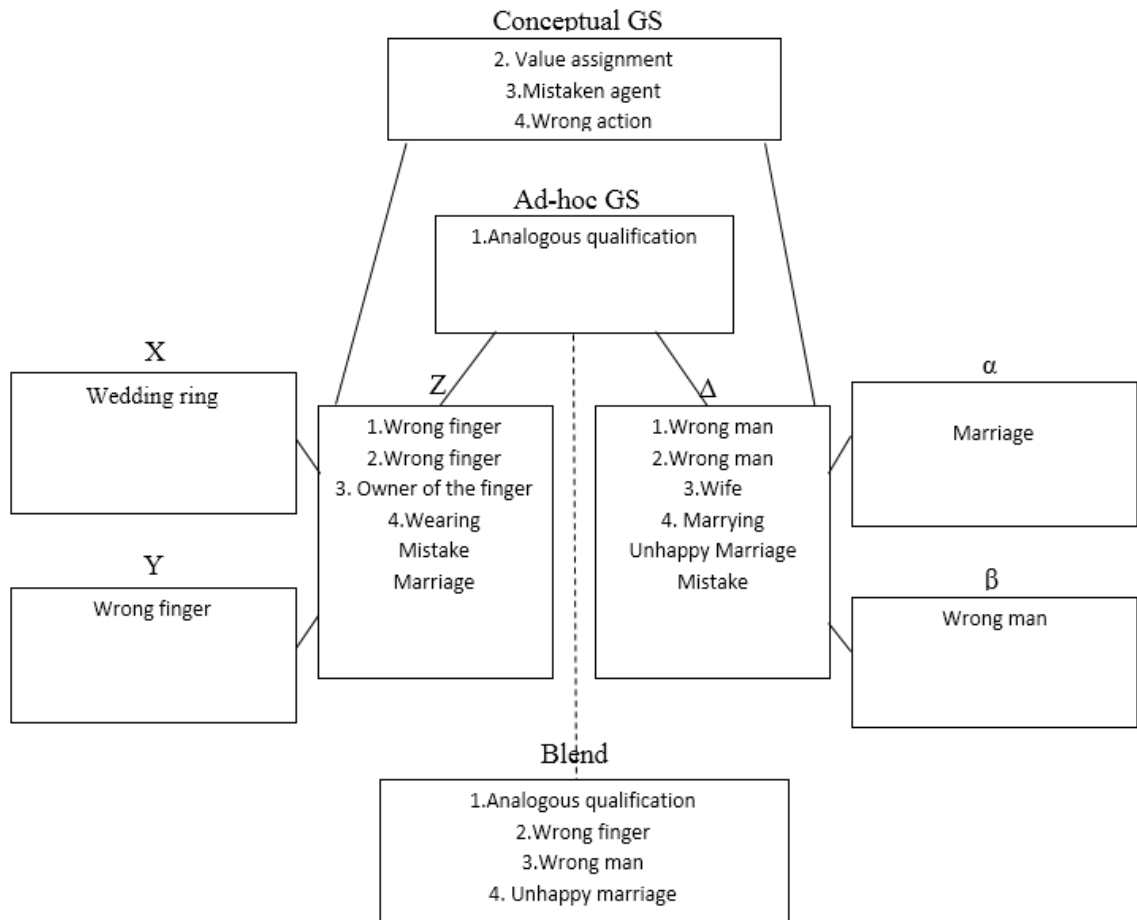 Conceptual GS
2. Value assignment
3.Mistaken agent
4.Wrong action
Ad-hoc GS
1.Analogous qualification
X
Wedding ring
Y
Wrong finger
Z
1.Wrong finger
2.Wrong finger
3. Owner of the finger
4.Wearing
Mistake
Marriage
Δ
1.Wrong man
2.Wrong man
3.Wife
4. Marrying
Unhappy Marriage
Mistake
α
Marriage
β
Wrong man
Blend
1.Analogous qualification
2.Wrong finger
3.Wrong man
4. Unhappy marriage